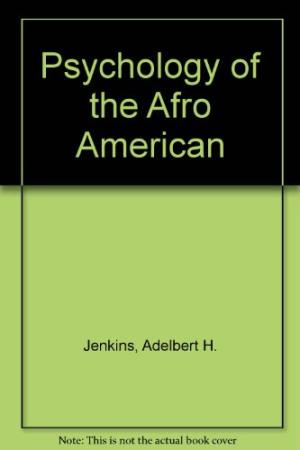 Psychology of
the Afro
American
Jenkins, Adelbert H.
Note: This is not the actual book cover